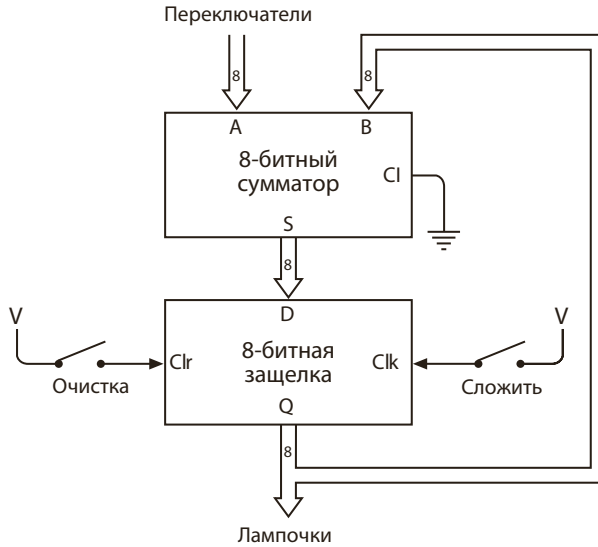 Переключатели
8
8
A
B
8-битный
сумматор
CI
S
8
V
V
D
Clr
8-битная
защелка
Clk
Очистка
Сложить
Q
8
Лампочки